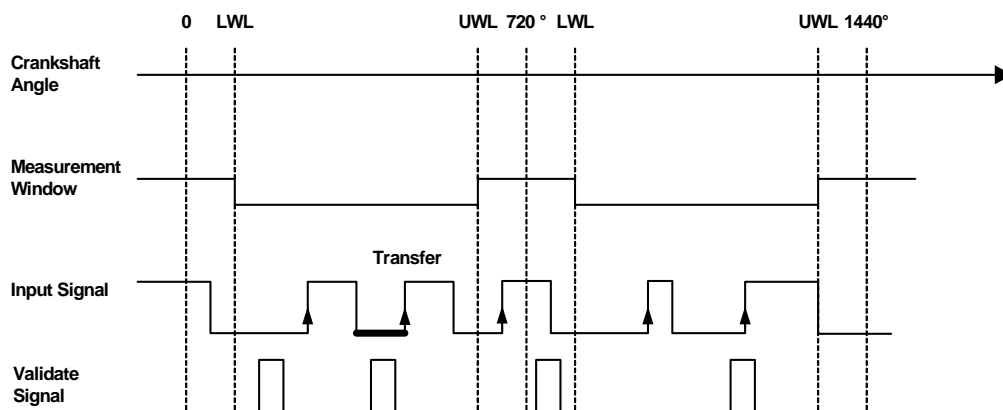 0 LWL UWL 720 ° LWL UWL 1440°
Crankshaft
Angle
Measurement
Window
Transfer
Input Signal
Validate
Signal